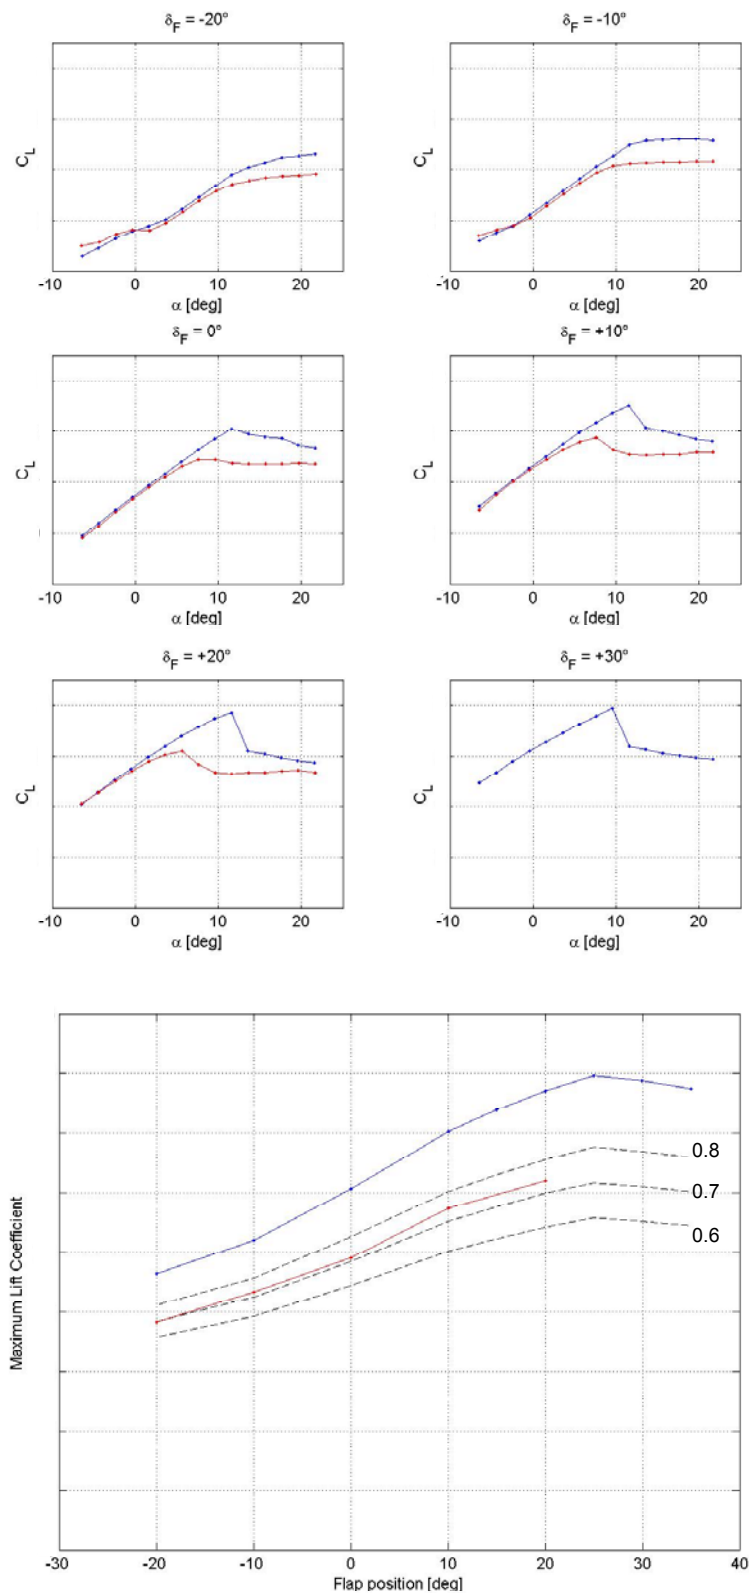 δF = -20°
δF = -10°
CL
CL
-10 0 10 20
-10 0 10 20
α [deg]
α [deg]
δF = 0°
δF = +10°
CL
CL
-10 0 10 20
-10 0 10 20
α [deg]
α [deg]
δF = +20°
δF = +30°
CL
CL
-10 0 10 20
-10 0 10 20
α [deg]
α [deg]
Maximum Lift Coefficient
0.8
0.7
0.6
-30 -20 -10 0 10 20 30 40
Flap position [deg]